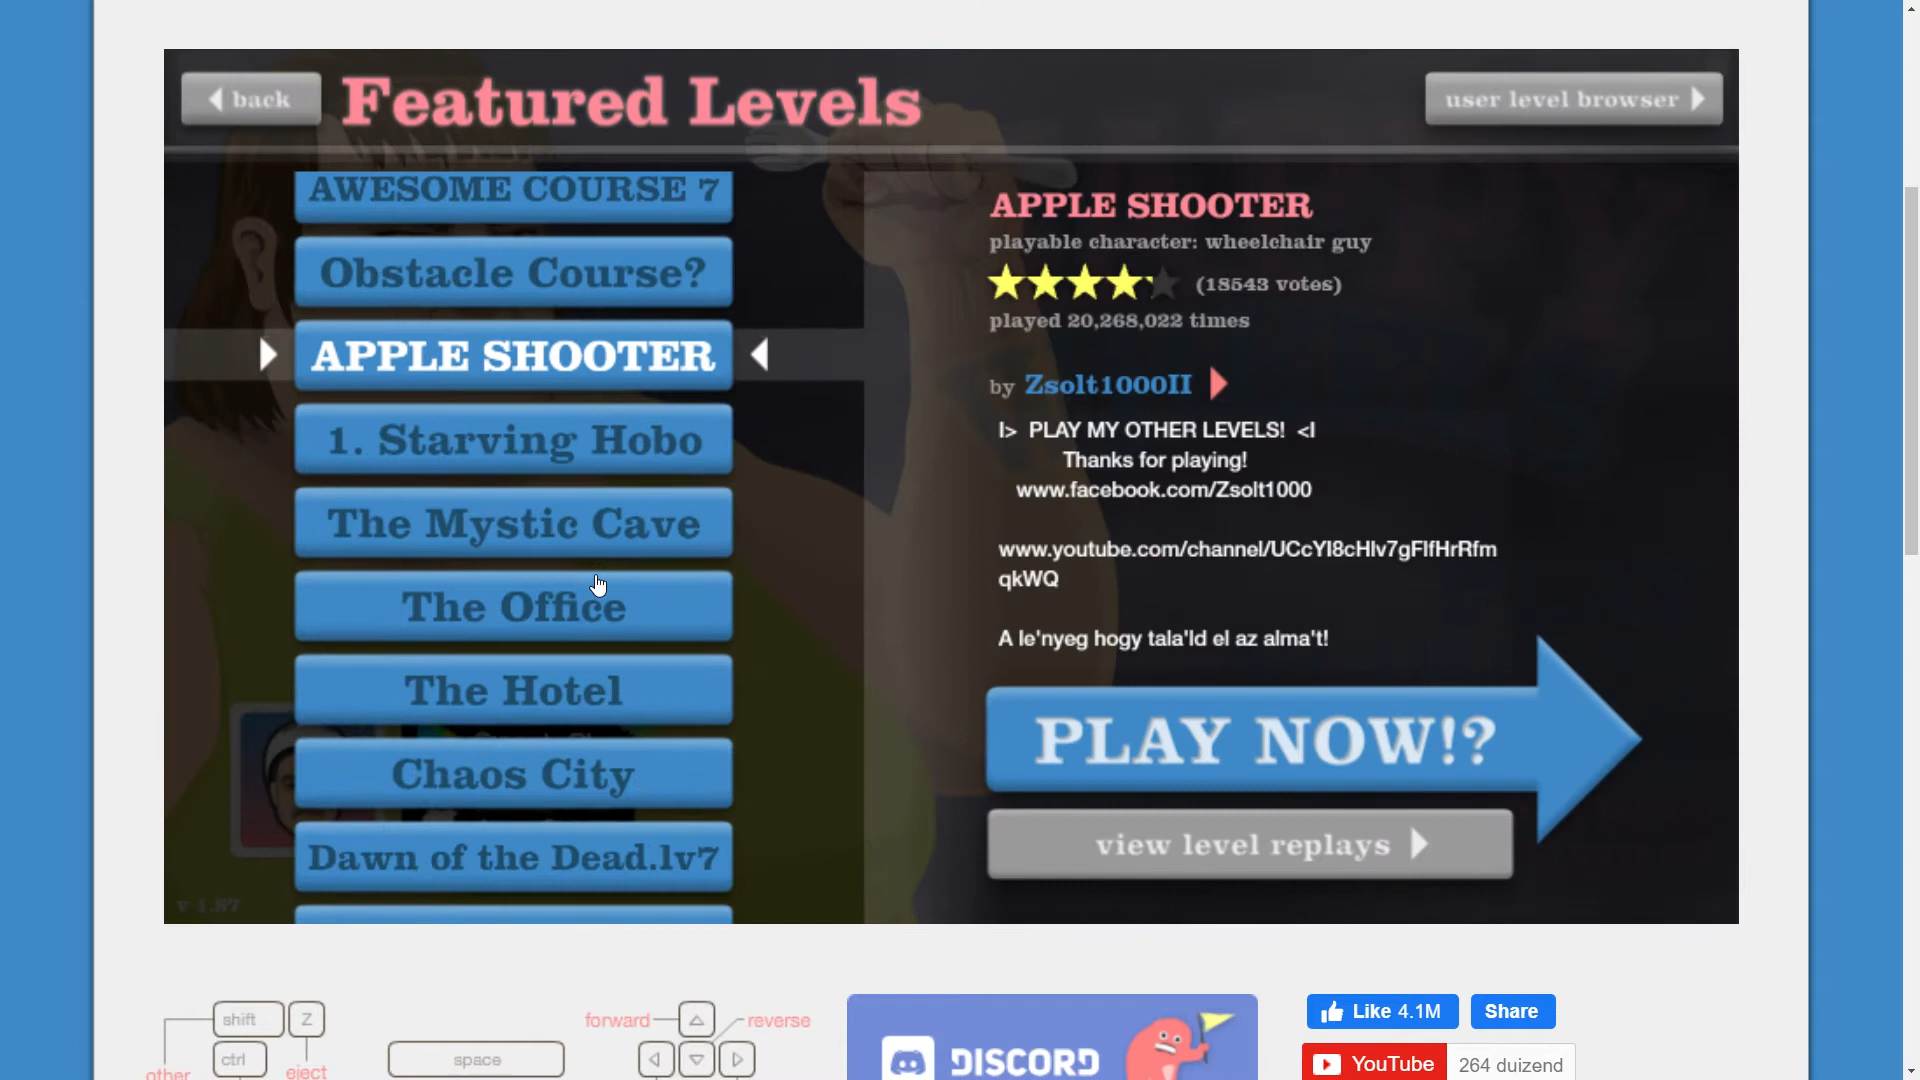 back
Featured Levels
user level browser
AWESOME COURSE 7
Obstacle Course?
APPLE SHOOTER
1. Starving Hobo
The Mystic Cave
The Office
The Hotel
Chaos City
Dawn of the Dead.lv7
v 1.87
APPLE SHOOTER
playable character: wheelchair guy
(18543 votes)
played 20,268,022 times
by Zsolt1000II
I> PLAY MY OTHER LEVELS! <I
Thanks for playing!
www.facebook.com/Zsolt1000
www.youtube.com/channel/UCcYl8cHlv7gFlfHrRfm
qkWQ
A le'nyeg hogy tala'ld el az alma't!
PLAY NOW!?
view level replays
shift
Z
ctrl
other
eject
space
forward
reverse
DISCORD
Like 4.1M
Share
YouTube
264 duizend